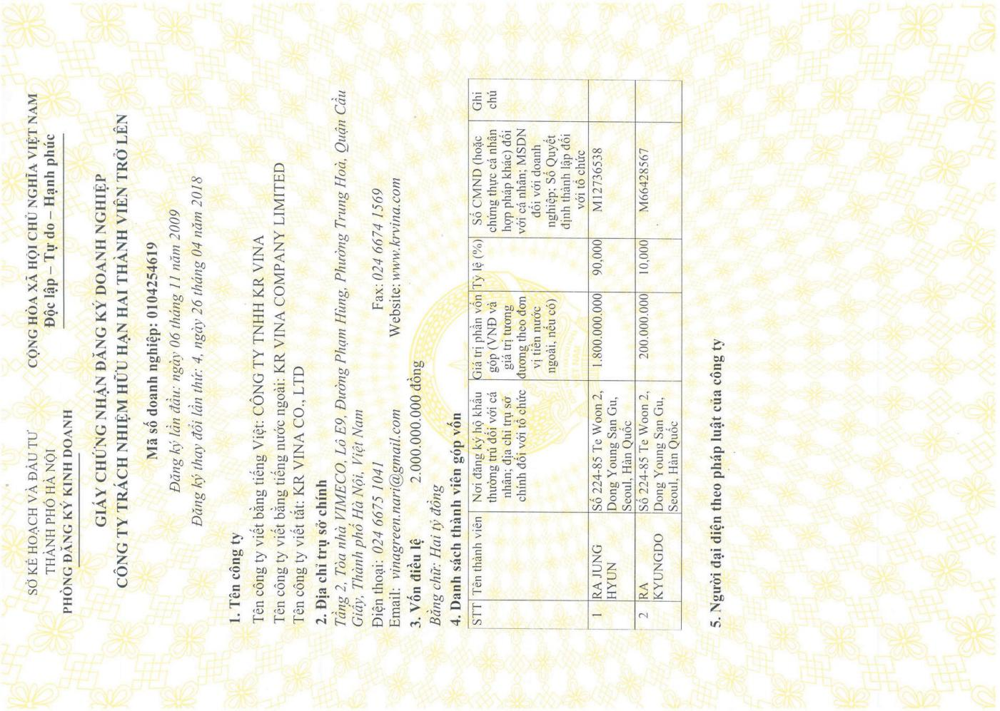 SỞ KẾ HOẠCH VÀ ĐẦU TƯ
THÀNH PHỐ HÀ NỘI
PHÒNG ĐĂNG KÝ KINH DOANH
CỘNG HÒA XÃ HỘI CHỦ NGHĨA VIỆT NAM
Độc lập – Tự do – Hạnh phúc
GIẤY CHỨNG NHẬN ĐĂNG KÝ DOANH NGHIỆP
CÔNG TY TRÁCH NHIỆM HỮU HẠN HAI THÀNH VIÊN TRỞ LÊN
Mã số doanh nghiệp: 0104254619
Đăng ký lần đầu: ngày 06 tháng 11 năm 2009
Đăng ký thay đổi lần thứ: 4, ngày 26 tháng 04 năm 2018
1. Tên công ty
Tên công ty viết bằng tiếng Việt: CÔNG TY TNHH KR VINA
Tên công ty viết bằng tiếng nước ngoài: KR VINA COMPANY LIMITED
Tên công ty viết tắt: KR VINA CO., LTD
2. Địa chỉ trụ sở chính
Tầng 2, Tòa nhà VIMECO, Lô E9, Đường Phạm Hùng, Phường Trung Hoà, Quận Cầu
Giấy, Thành phố Hà Nội, Việt Nam
Điện thoại: 024 6675 1041 Fax: 024 6674 1569
Email: vinagreen.nari@gmail.com Website: www.krvina.com
3. Vốn điều lệ 2.000.000.000 đồng
Bằng chữ: Hai tỷ đồng
4. Danh sách thành viên góp vốn
STT
Tên thành viên
Nơi đăng ký hộ khẩu
thường trú đối với cá
nhân; địa chỉ trụ sở
chính đối với tổ chức
Giá trị phần vốn
góp (VNĐ và
giá trị tương
đương theo đơn
vị tiền nước
ngoài, nếu có)
Tỷ lệ (%)
Số CMND (hoặc
chứng thực cá nhân
hợp pháp khác) đối
với cá nhân; MSDN
đối với doanh
nghiệp; Số Quyết
định thành lập đối
với tổ chức
Ghi
chú
1
RA JUNG
HYUN
Số 224-85 Te Woon 2,
Dong Young San Gu,
Seoul, Hàn Quốc
1.800.000.000
90,000
M12736538
2
RA
KYUNGDO
Số 224-85 Te Woon 2,
Dong Young San Gu,
Seoul, Hàn Quốc
200.000.000
10,000
M66428567
5. Người đại diện theo pháp luật của công ty